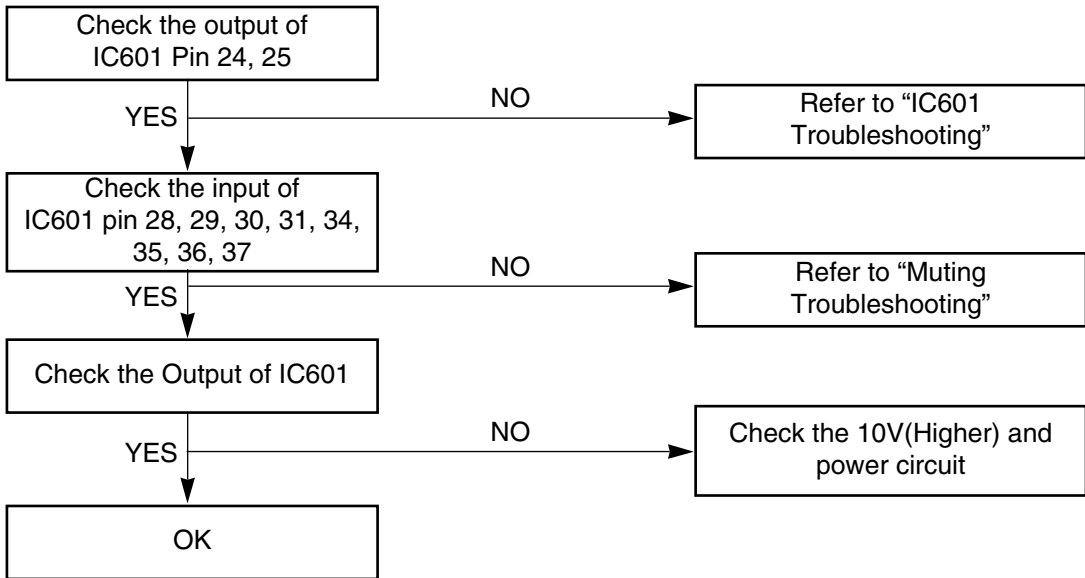 Check the output of
IC601 Pin 24, 25
YES
NO
Refer to “IC601
Troubleshooting”
Check the input of
IC601 pin 28, 29, 30, 31, 34,
35, 36, 37
YES
NO
Refer to “Muting
Troubleshooting”
Check the Output of IC601
YES
NO
Check the 10V(Higher) and
power circuit
OK